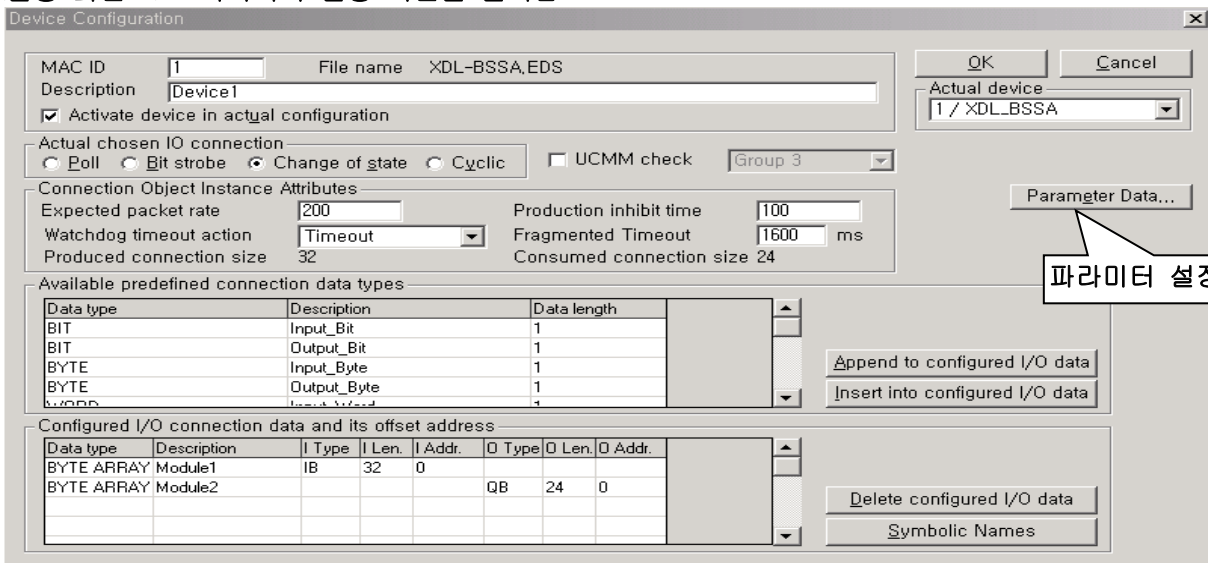 Device Configuration
MAC ID 1 File name XDL-BSSA.EDS
Description Device1
Activate device in actual configuration
OK Cancel
Actual device
1 / XDL_BSSA
Actual chosen IO connection
Poll Bit strobe Change of state Cyclic UCMM check Group 3
Connection Object Instance Attributes
Expected packet rate 200 Production inhibit time 100
Watchdog timeout action Timeout Fragmented Timeout 1600 ms
Produced connection size 32 Consumed connection size 24
Parameter Data...
파라미터 설정
Available predefined connection data types
Data type Description Data length
BIT Input_Bit 1
BIT Output_Bit 1
BYTE Input_Byte 1
BYTE Output_Byte 1
Append to configured I/O data
Insert into configured I/O data
Configured I/O connection data and its offset address
Data type Description I Type I Len. I Addr. O Type O Len. O Addr.
BYTE ARRAY Module1 IB 32 0
BYTE ARRAY Module2 QB 24 0
Delete configured I/O data
Symbolic Names